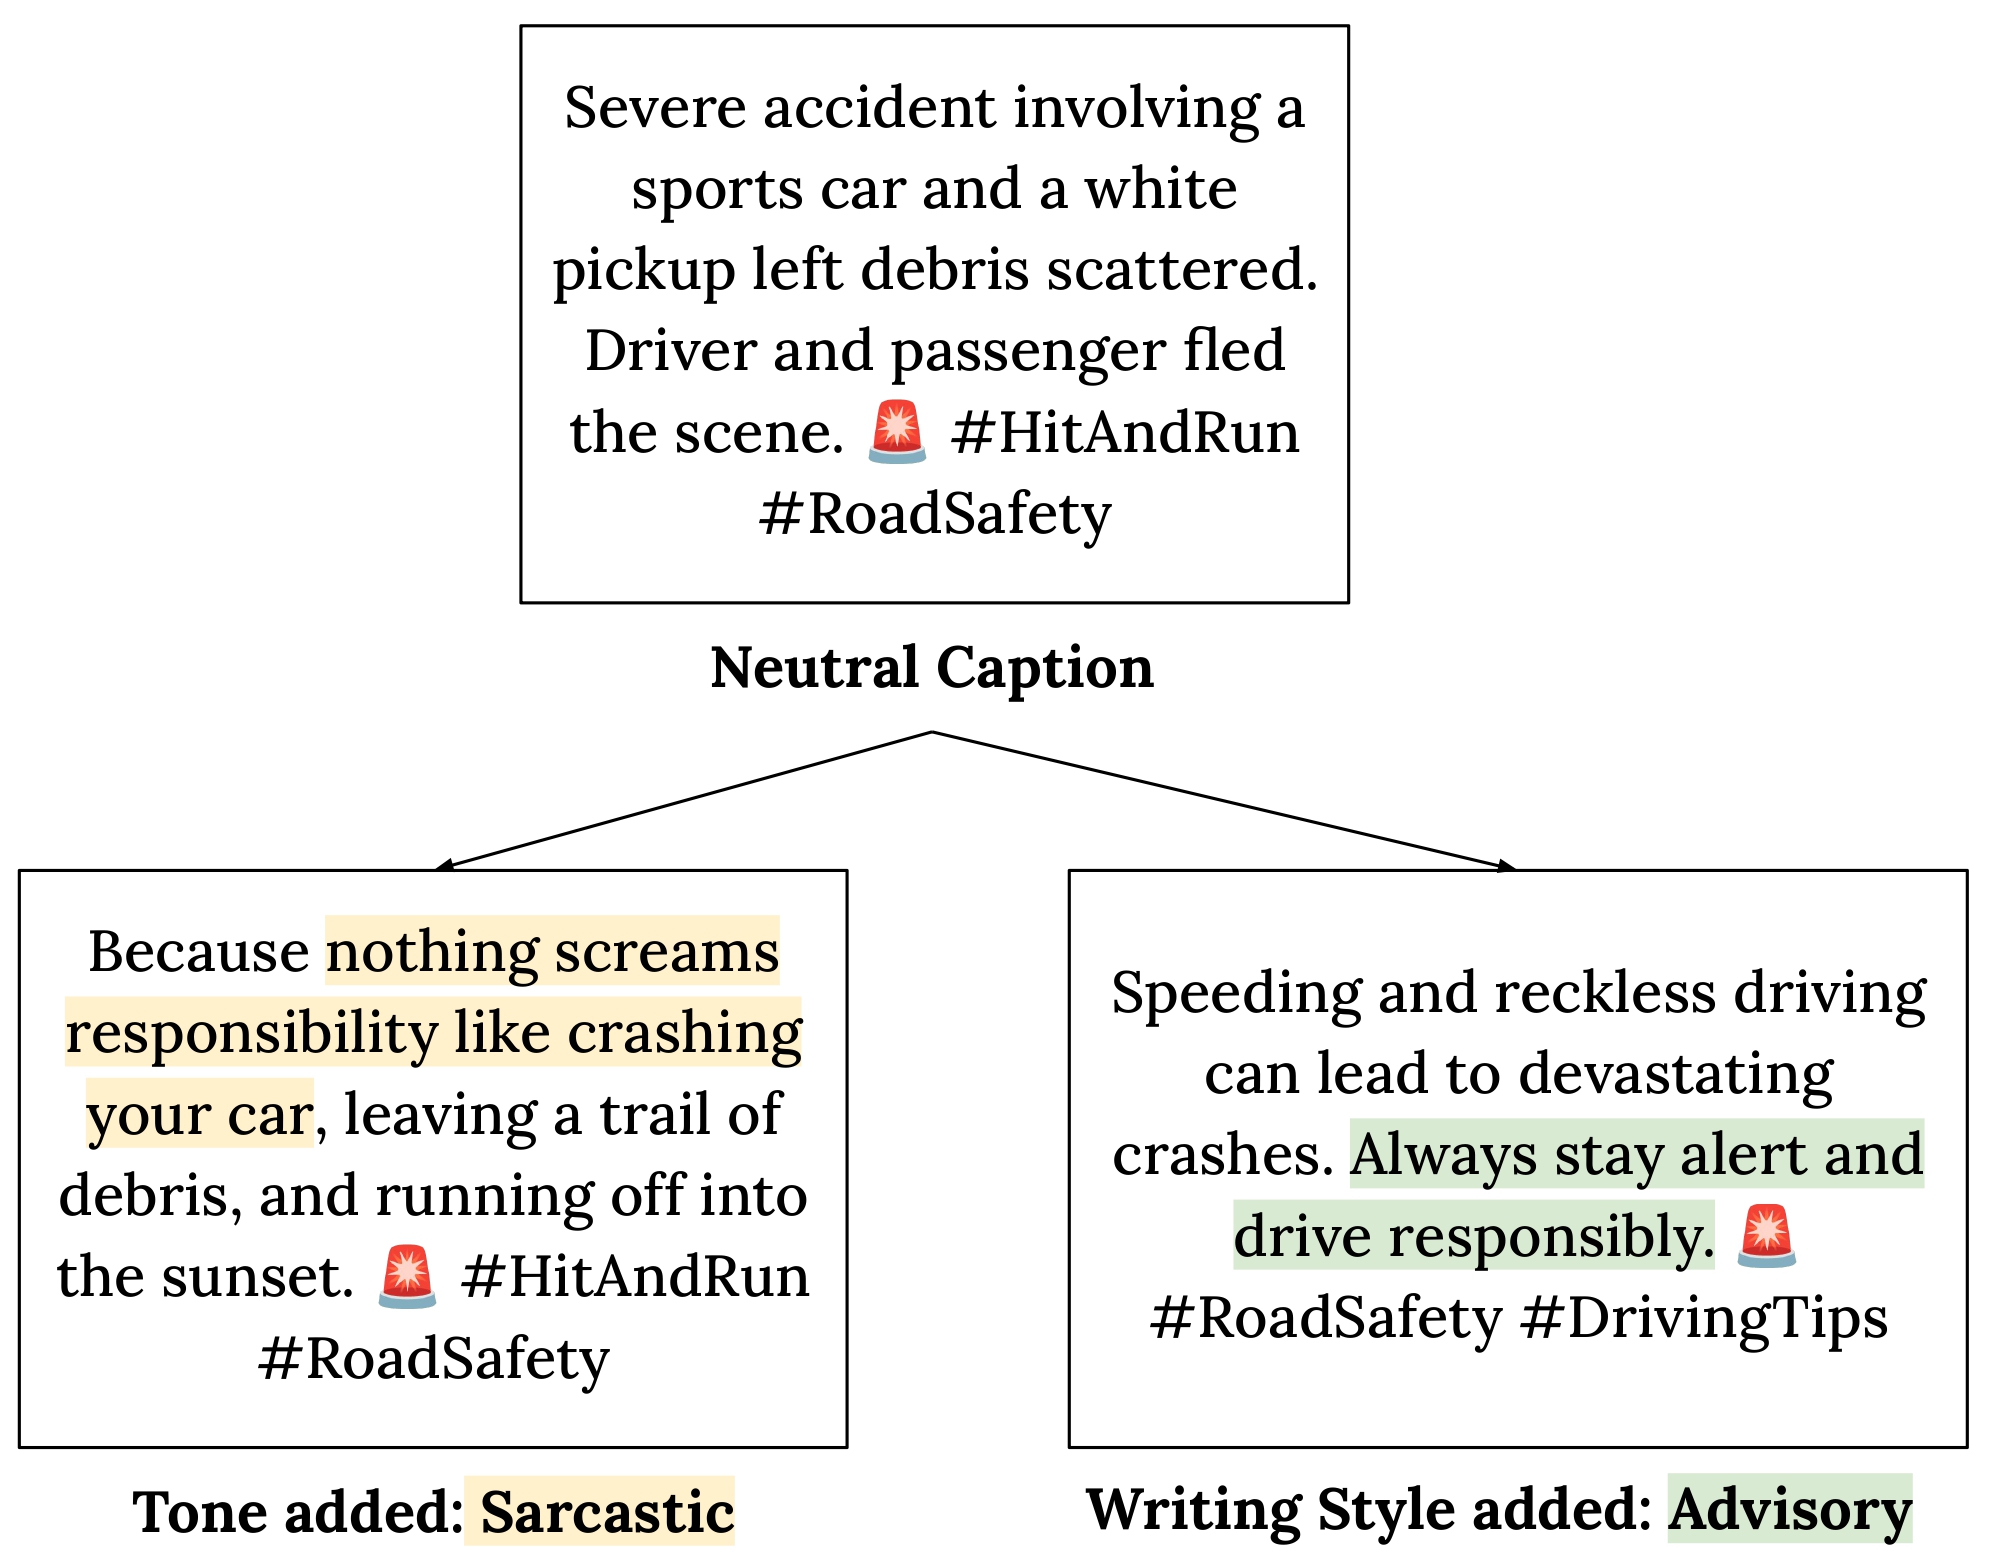 Severe accident involving a
sports car and a white
pickup left debris scattered.
Driver and passenger fled
the scene. 🚨 #HitAndRun
#RoadSafety
Neutral Caption
Because nothing screams
responsibility like crashing
your car, leaving a trail of
debris, and running off into
the sunset. 🚨 #HitAndRun
#RoadSafety
Tone added: Sarcastic
Speeding and reckless driving
can lead to devastating
crashes. Always stay alert and
drive responsibly. 🚨
#RoadSafety #DrivingTips
Writing Style added: Advisory